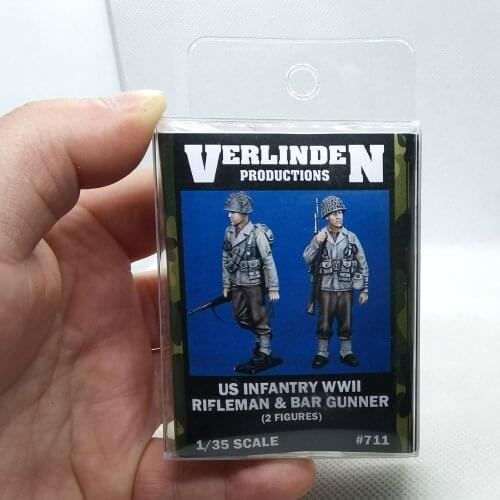 VERLINDEN
PRODUCTIONS
US INFANTRY WWII
RIFLEMAN & BAR GUNNER
(2 FIGURES)
1/35 SCALE #711